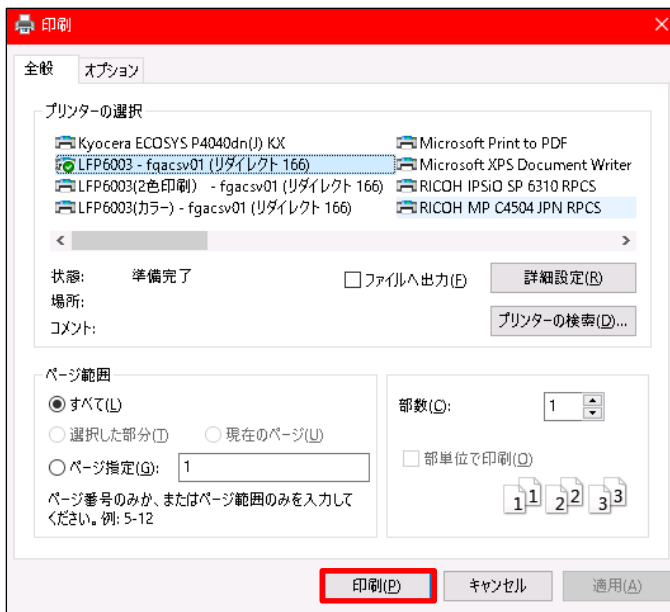 印刷
全般 オプション
プリンターの選択
Kyocera ECOSYS P4040dn(J) KX
LFP6003 - fgacsv01 (リダイレクト 166)
LFP6003(2色印刷) - fgacsv01 (リダイレクト 166)
LFP6003(カラー) - fgacsv01 (リダイレクト 166)
Microsoft Print to PDF
Microsoft XPS Document Writer
RICOH IPSiO SP 6310 RPCS
RICOH MP C4504 JPN RPCS
状態: 準備完了
場所:
コメント:
ファイルへ出力(F)
詳細設定(R)
プリンターの検索(D)...
ページ範囲
すべて(L)
選択した部分(T) 現在のページ(U)
ページ指定(G): 1
ページ番号のみか、またはページ範囲のみを入力して
ください。例: 5-12
部数(C): 1
部単位で印刷(O)
11 22 33
印刷(P) キャンセル 適用(A)